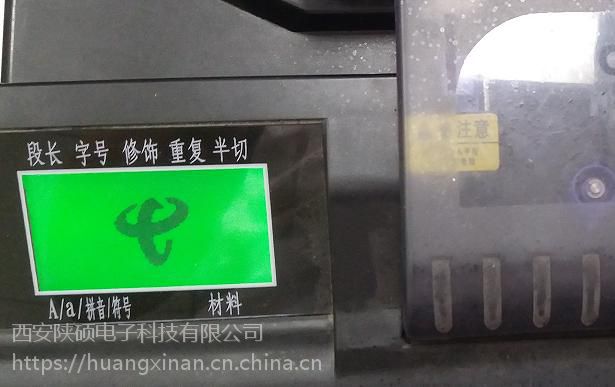 段长 字号 修饰 重复 半切
注意
A/a/拼音/符号 材料
西安陕硕电子科技有限公司
https://huangxinan.cn.china.cn